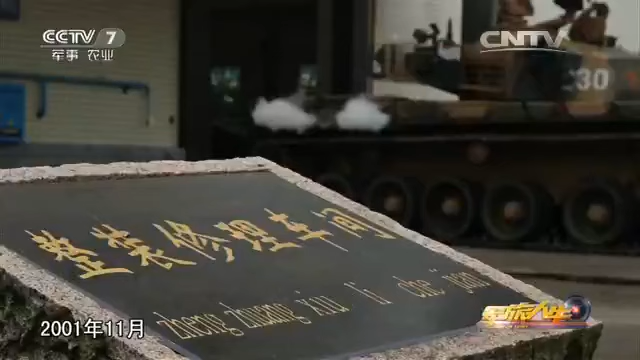 CCTV 7
军事 农业
CNTV
230
整装修理车间
zheng zhuang xiu li che jian
2001年11月
军旅人生